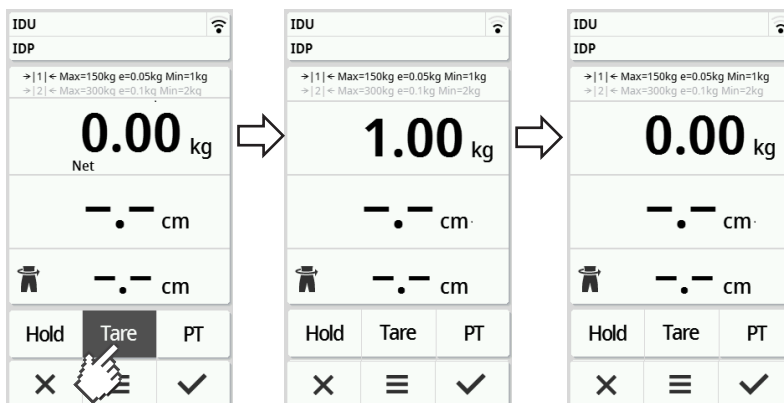 IDU
IDP
→|1|← Max=150kg e=0.05kg Min=1kg
→|2|← Max=300kg e=0.1kg Min=2kg
0.00 kg
Net
-.- cm
-.- cm
Hold Tare PT
IDU
IDP
→|1|← Max=150kg e=0.05kg Min=1kg
→|2|← Max=300kg e=0.1kg Min=2kg
1.00 kg
-.- cm
-.- cm
Hold Tare PT
IDU
IDP
→|1|← Max=150kg e=0.05kg Min=1kg
→|2|← Max=300kg e=0.1kg Min=2kg
0.00 kg
-.- cm
-.- cm
Hold Tare PT